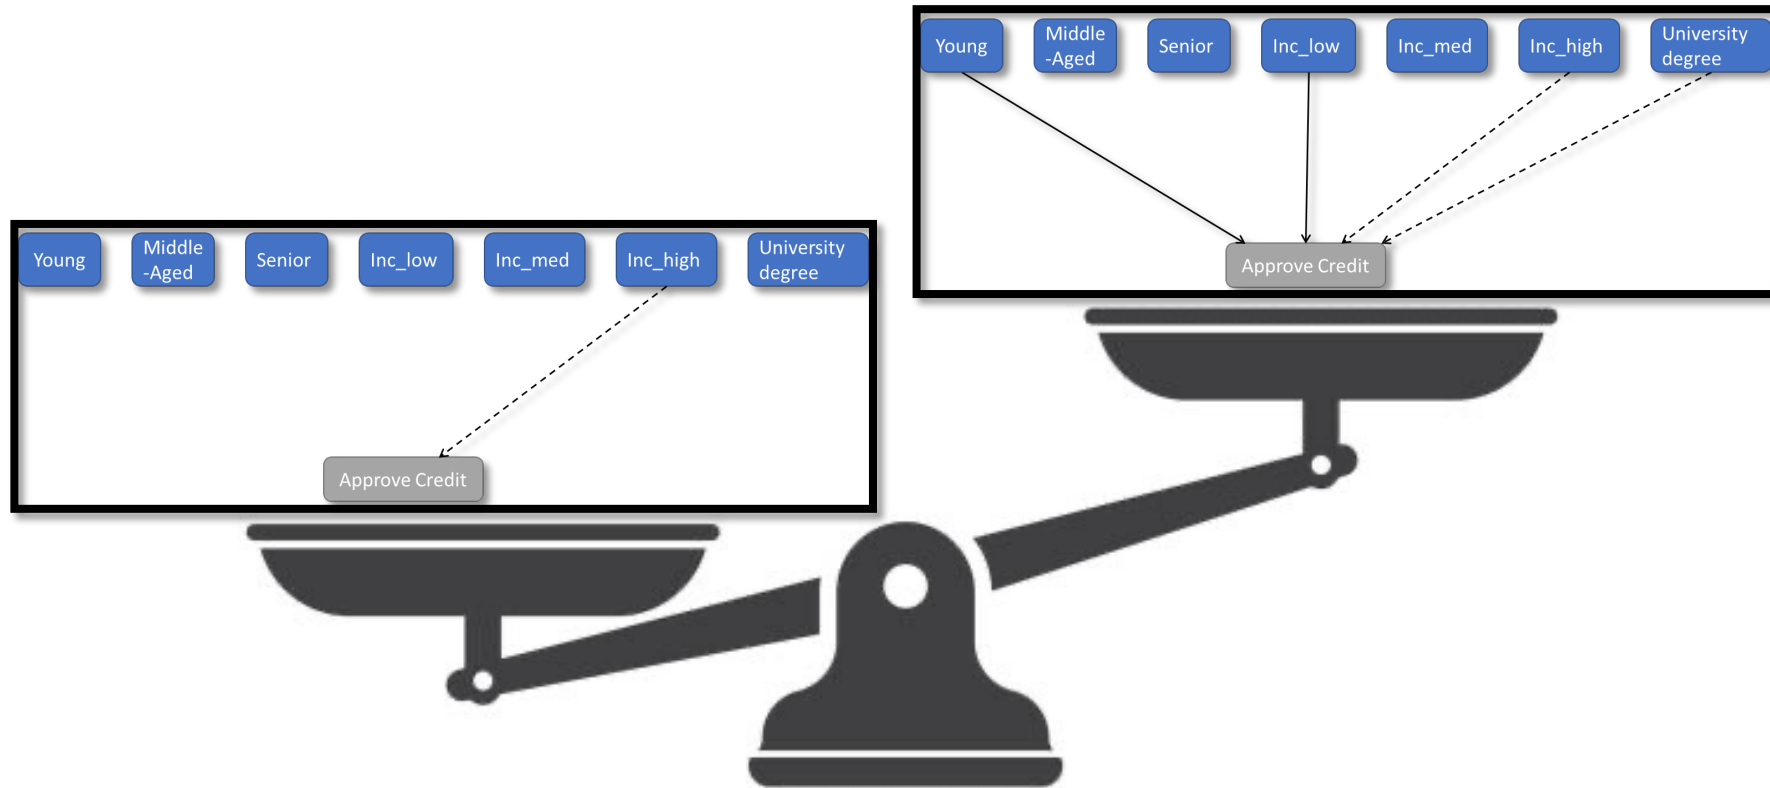 Young
Middle
-Aged
Senior
Inc_low
Inc_med
Inc_high
University
degree
Approve Credit
Young
Middle
-Aged
Senior
Inc_low
Inc_med
Inc_high
University
degree
Approve Credit